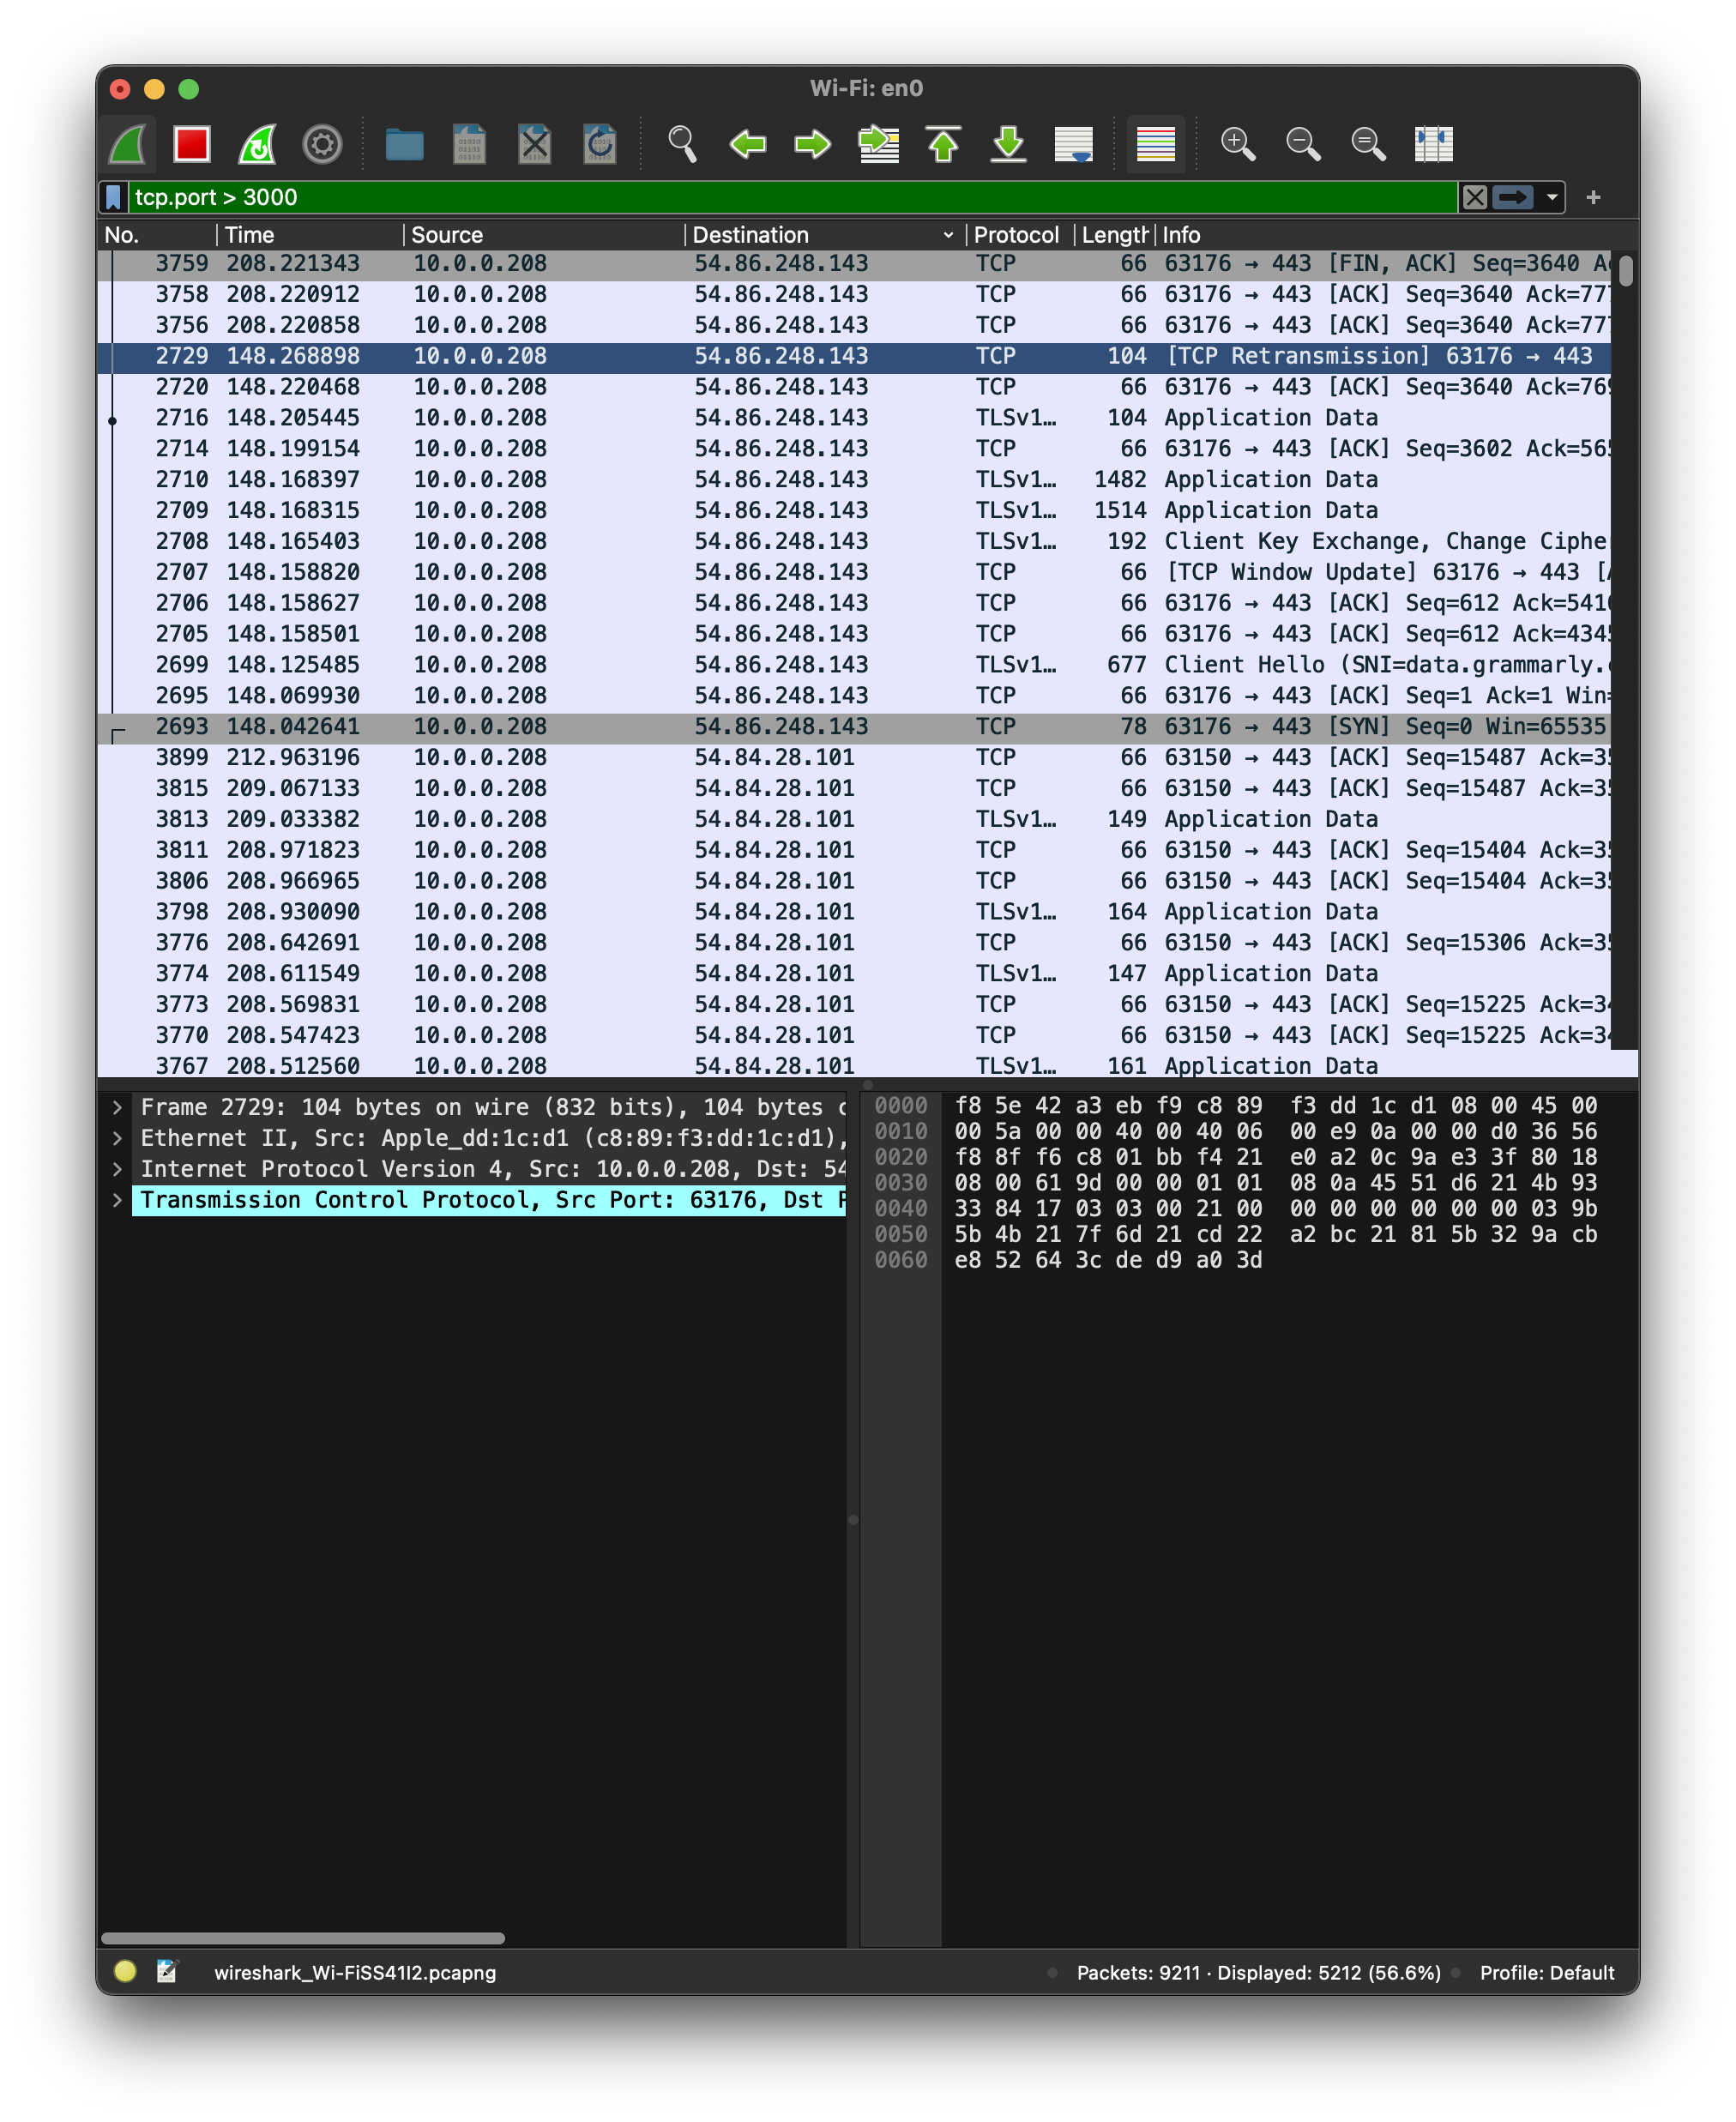 Wi-Fi: en0
tcp.port > 3000
No. Time Source Destination Protocol Length Info
3759 208.221343 10.0.0.208 54.86.248.143 TCP 66 63176 → 443 [FIN, ACK] Seq=3640 A
3758 208.220912 10.0.0.208 54.86.248.143 TCP 66 63176 → 443 [ACK] Seq=3640 Ack=777
3756 208.220858 10.0.0.208 54.86.248.143 TCP 66 63176 → 443 [ACK] Seq=3640 Ack=777
2729 148.268898 10.0.0.208 54.86.248.143 TCP 104 [TCP Retransmission] 63176 → 443
2720 148.220468 10.0.0.208 54.86.248.143 TCP 66 63176 → 443 [ACK] Seq=3640 Ack=769
2716 148.205445 10.0.0.208 54.86.248.143 TLSv1… 104 Application Data
2714 148.199154 10.0.0.208 54.86.248.143 TCP 66 63176 → 443 [ACK] Seq=3602 Ack=565
2710 148.168397 10.0.0.208 54.86.248.143 TLSv1… 1482 Application Data
2709 148.168315 10.0.0.208 54.86.248.143 TLSv1… 1514 Application Data
2708 148.165403 10.0.0.208 54.86.248.143 TLSv1… 192 Client Key Exchange, Change Cipher
2707 148.158820 10.0.0.208 54.86.248.143 TCP 66 [TCP Window Update] 63176 → 443 [A
2706 148.158627 10.0.0.208 54.86.248.143 TCP 66 63176 → 443 [ACK] Seq=612 Ack=5410
2705 148.158501 10.0.0.208 54.86.248.143 TCP 66 63176 → 443 [ACK] Seq=612 Ack=4345
2699 148.125485 10.0.0.208 54.86.248.143 TLSv1… 677 Client Hello (SNI=data.grammarly.c
2695 148.069930 10.0.0.208 54.86.248.143 TCP 66 63176 → 443 [ACK] Seq=1 Ack=1 Win=
2693 148.042641 10.0.0.208 54.86.248.143 TCP 78 63176 → 443 [SYN] Seq=0 Win=65535
3899 212.963196 10.0.0.208 54.84.28.101 TCP 66 63150 → 443 [ACK] Seq=15487 Ack=35
3815 209.067133 10.0.0.208 54.84.28.101 TCP 66 63150 → 443 [ACK] Seq=15487 Ack=35
3813 209.033382 10.0.0.208 54.84.28.101 TLSv1… 149 Application Data
3811 208.971823 10.0.0.208 54.84.28.101 TCP 66 63150 → 443 [ACK] Seq=15404 Ack=35
3806 208.966965 10.0.0.208 54.84.28.101 TCP 66 63150 → 443 [ACK] Seq=15404 Ack=35
3798 208.930090 10.0.0.208 54.84.28.101 TLSv1… 164 Application Data
3776 208.642691 10.0.0.208 54.84.28.101 TCP 66 63150 → 443 [ACK] Seq=15306 Ack=35
3774 208.611549 10.0.0.208 54.84.28.101 TLSv1… 147 Application Data
3773 208.569831 10.0.0.208 54.84.28.101 TCP 66 63150 → 443 [ACK] Seq=15225 Ack=34
3770 208.547423 10.0.0.208 54.84.28.101 TCP 66 63150 → 443 [ACK] Seq=15225 Ack=34
3767 208.512560 10.0.0.208 54.84.28.101 TLSv1… 161 Application Data
Frame 2729: 104 bytes on wire (832 bits), 104 bytes c
Ethernet II, Src: Apple_dd:1c:d1 (c8:89:f3:dd:1c:d1),
Internet Protocol Version 4, Src: 10.0.0.208, Dst: 54
Transmission Control Protocol, Src Port: 63176, Dst P
0000 f8 5e 42 a3 eb f9 c8 89 f3 dd 1c d1 08 00 45 00
0010 00 5a 00 00 40 00 40 06 00 e9 0a 00 00 d0 36 56
0020 f8 8f f6 c8 01 bb f4 21 e0 a2 0c 9a e3 3f 80 18
0030 08 00 61 9d 00 00 01 01 08 0a 45 51 d6 21 4b 93
0040 33 84 17 03 03 00 21 00 00 00 00 00 00 00 03 9b
0050 5b 4b 21 7f 6d 21 cd 22 a2 bc 21 81 5b 32 9a cb
0060 e8 52 64 3c de d9 a0 3d
wireshark_Wi-FiSS41I2.pcapng
Packets: 9211 · Displayed: 5212 (56.6%)
Profile: Default